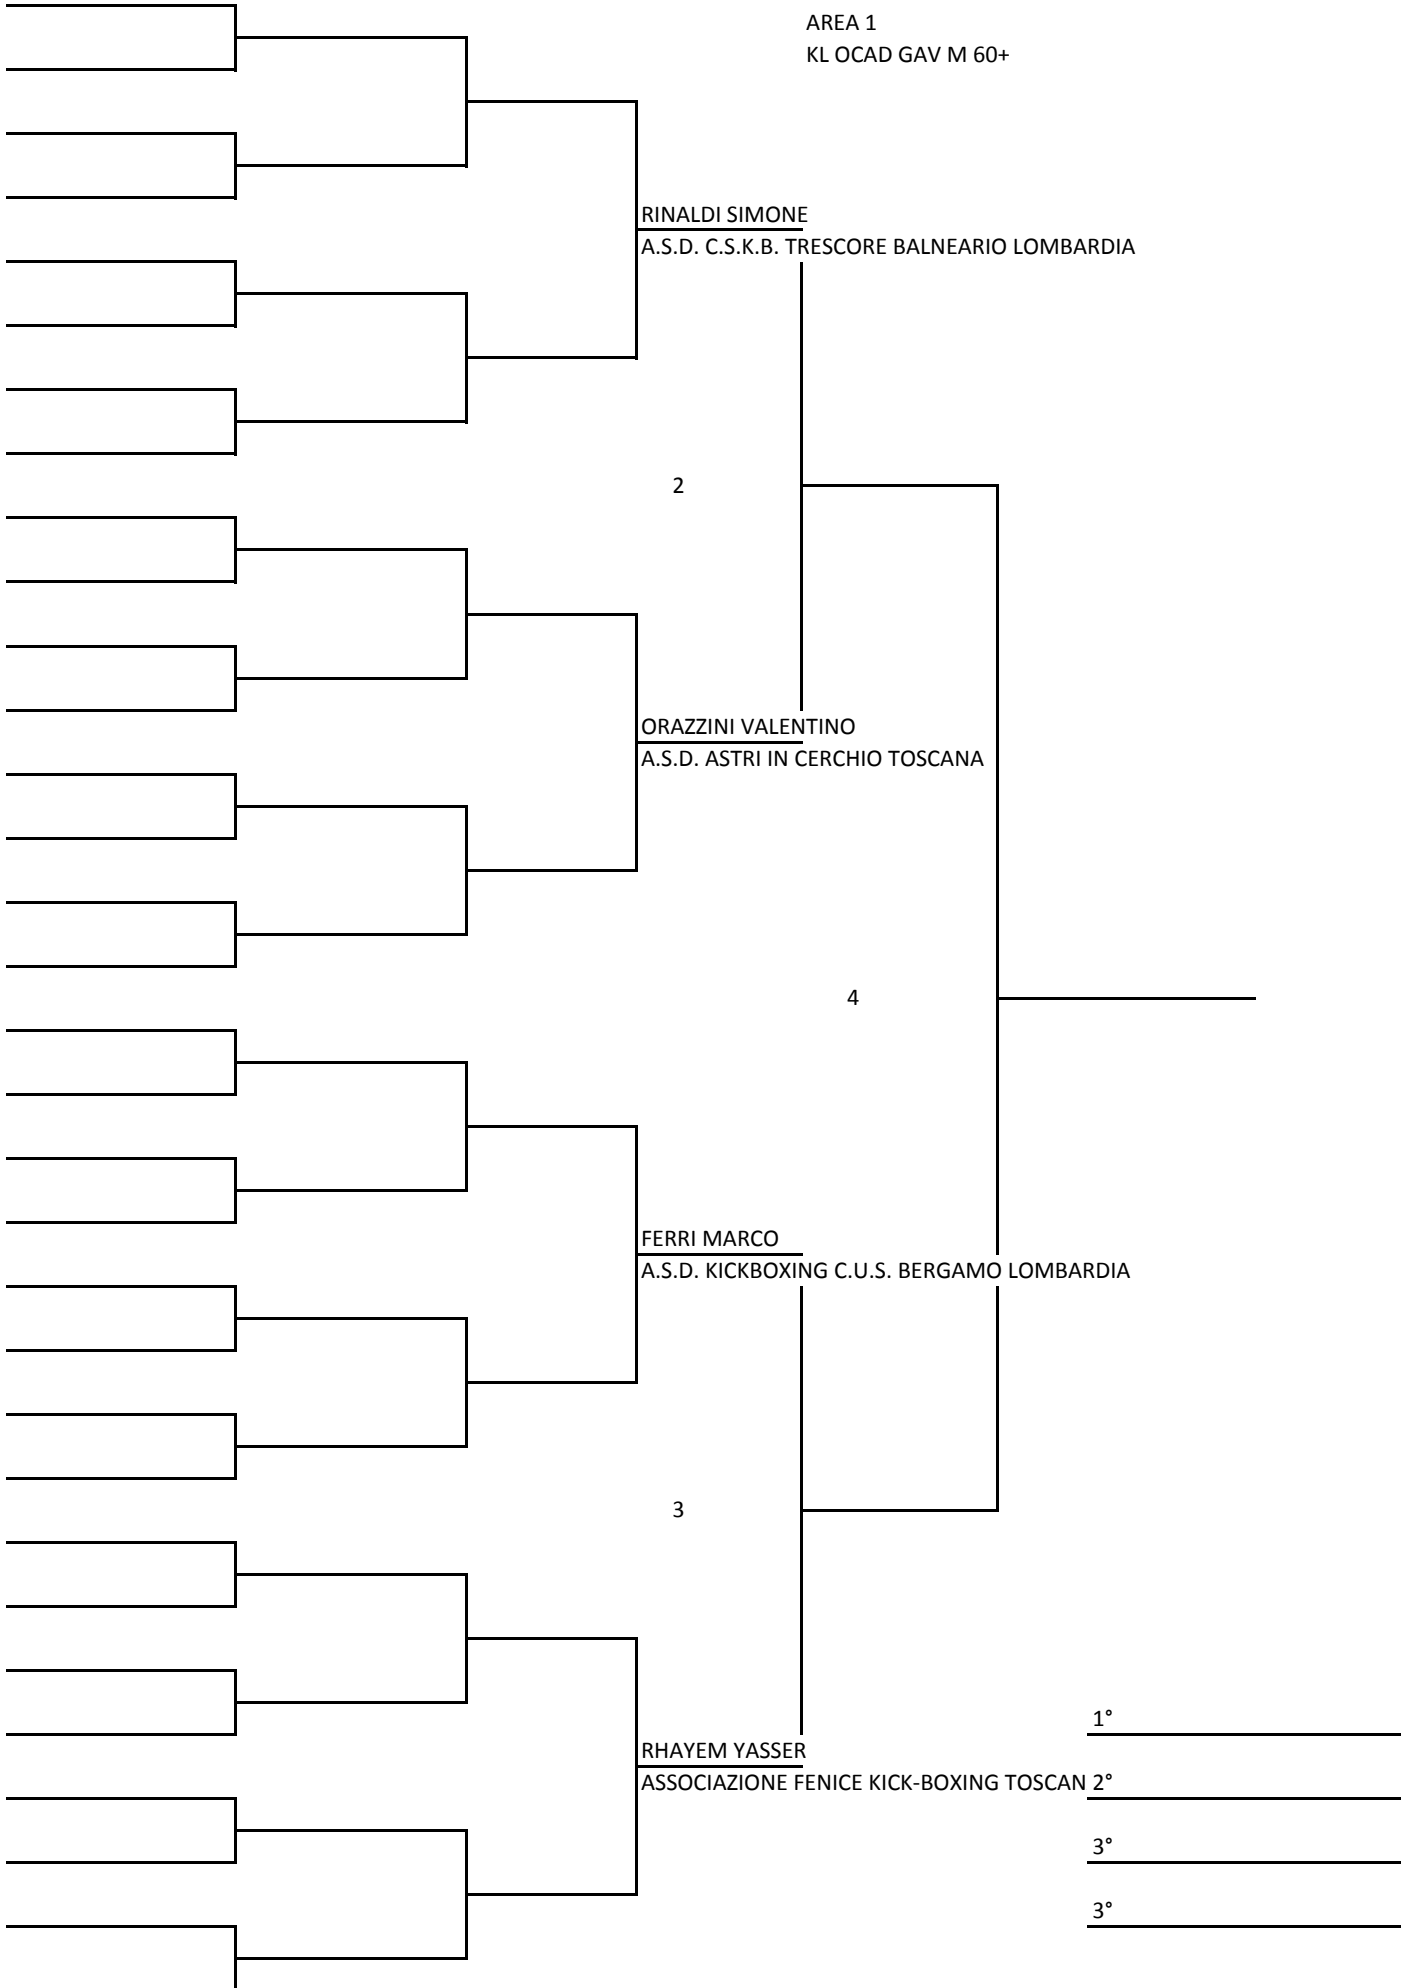 AREA 1
KL OCAD GAV M 60+
RINALDI SIMONE
A.S.D. C.S.K.B. TRESCORE BALNEARIO LOMBARDIA
2
ORAZZINI VALENTINO
A.S.D. ASTRI IN CERCHIO TOSCANA
4
FERRI MARCO
A.S.D. KICKBOXING C.U.S. BERGAMO LOMBARDIA
3
1°
RHAYEM YASSER
ASSOCIAZIONE FENICE KICK-BOXING TOSCAN 2°
3°
3°